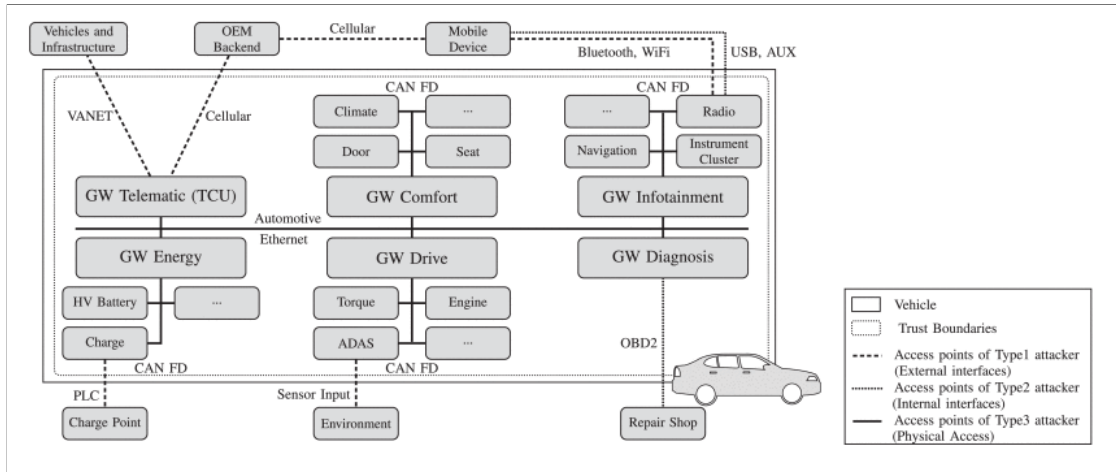 Vehicles and
Infrastructure
OEM
Backend
Cellular
Mobile
Device
Bluetooth, WiFi
USB, AUX
VANET
Cellular
CAN FD
Climate
...
Door
Seat
CAN FD
...
Radio
Navigation
Instrument
Cluster
GW Telematic (TCU)
GW Comfort
GW Infotainment
Automotive
Ethernet
GW Energy
GW Drive
GW Diagnosis
HV Battery
...
Torque
Engine
Charge
ADAS
...
CAN FD
CAN FD
OBD2
PLC
Sensor Input
Charge Point
Environment
Repair Shop
Vehicle
Trust Boundaries
Access points of Type1 attacker
(External interfaces)
Access points of Type2 attacker
(Internal interfaces)
Access points of Type3 attacker
(Physical Access)